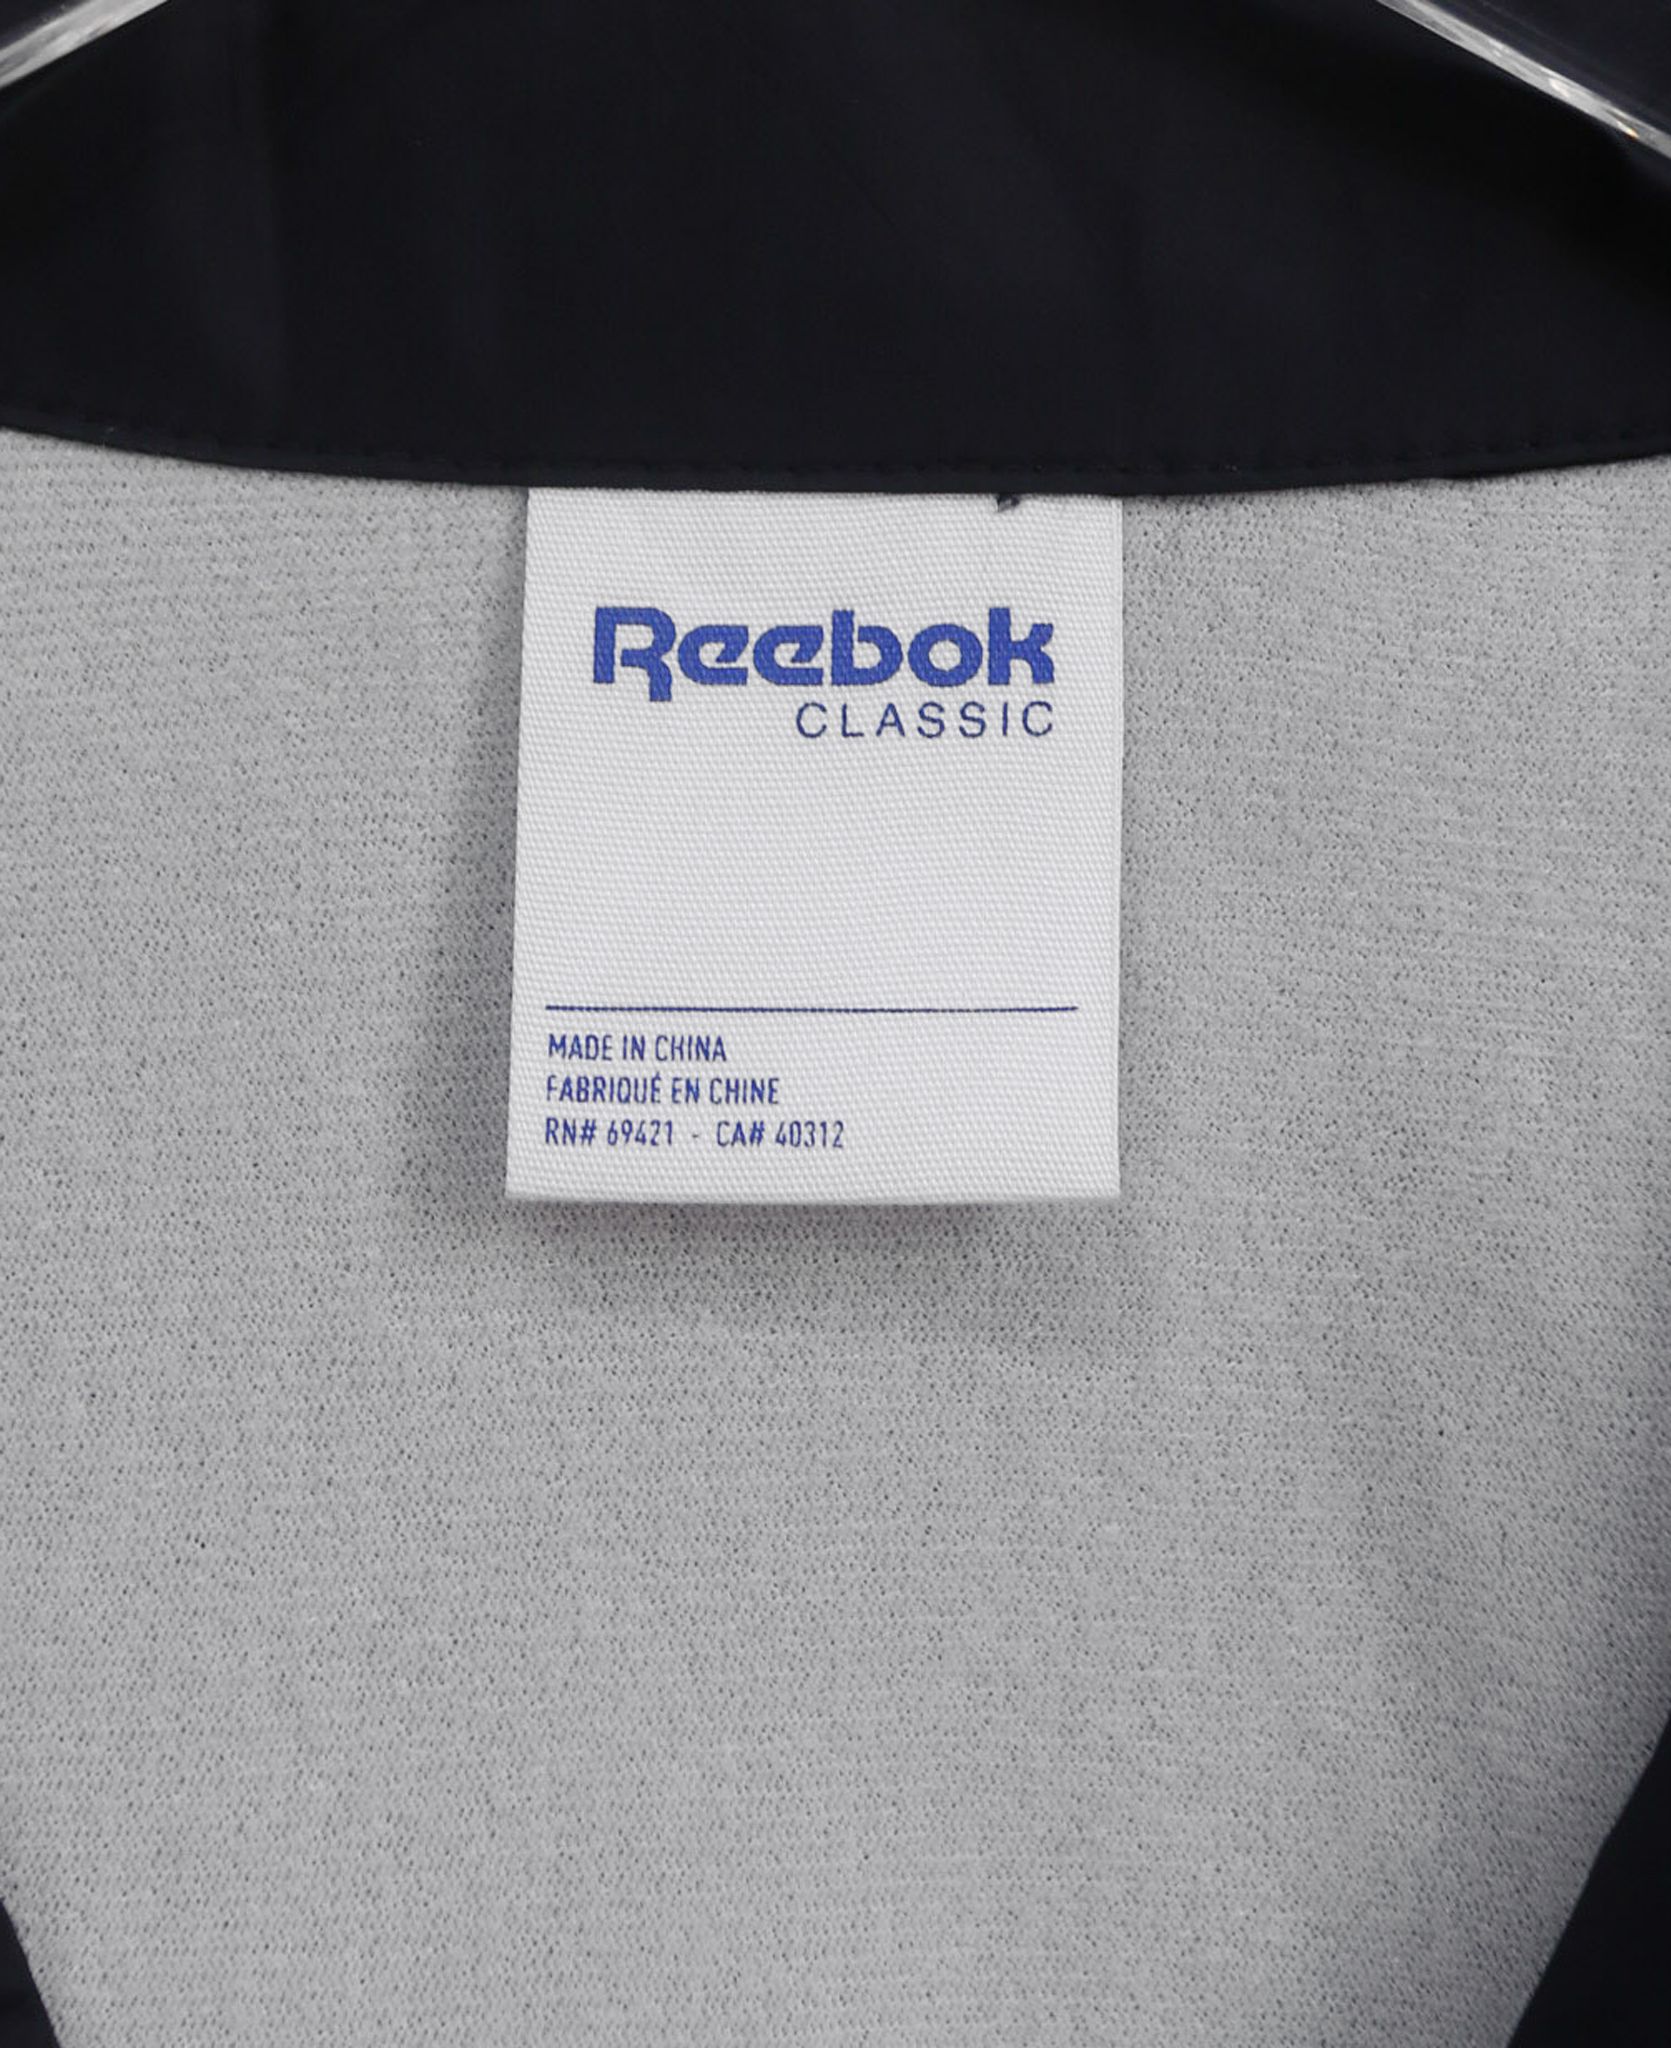 Reebok
CLASSIC
MADE IN CHINA
FABRIQUÉ EN CHINE
RN# 69421 - CA# 40312